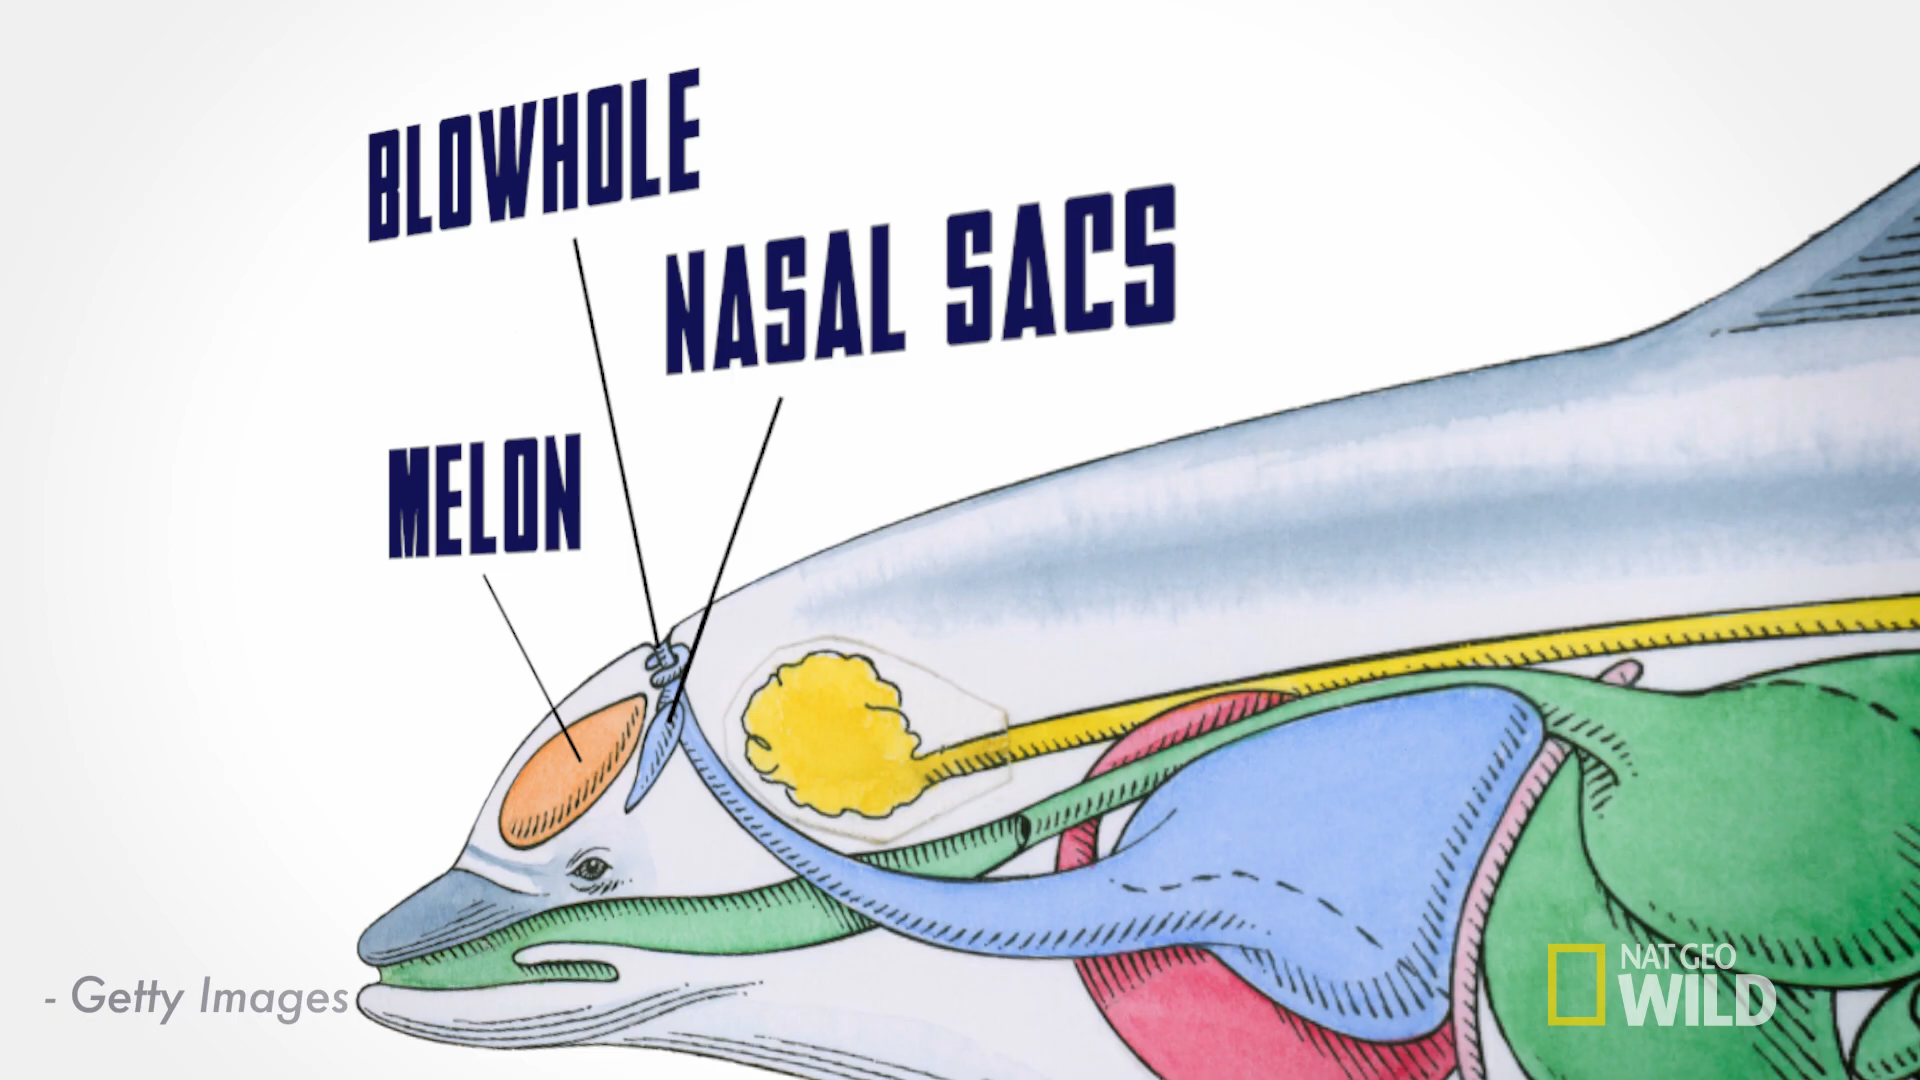 BLOWHOLE
NASAL SACS
MELON
- Getty Images
NAT GEO
WILD